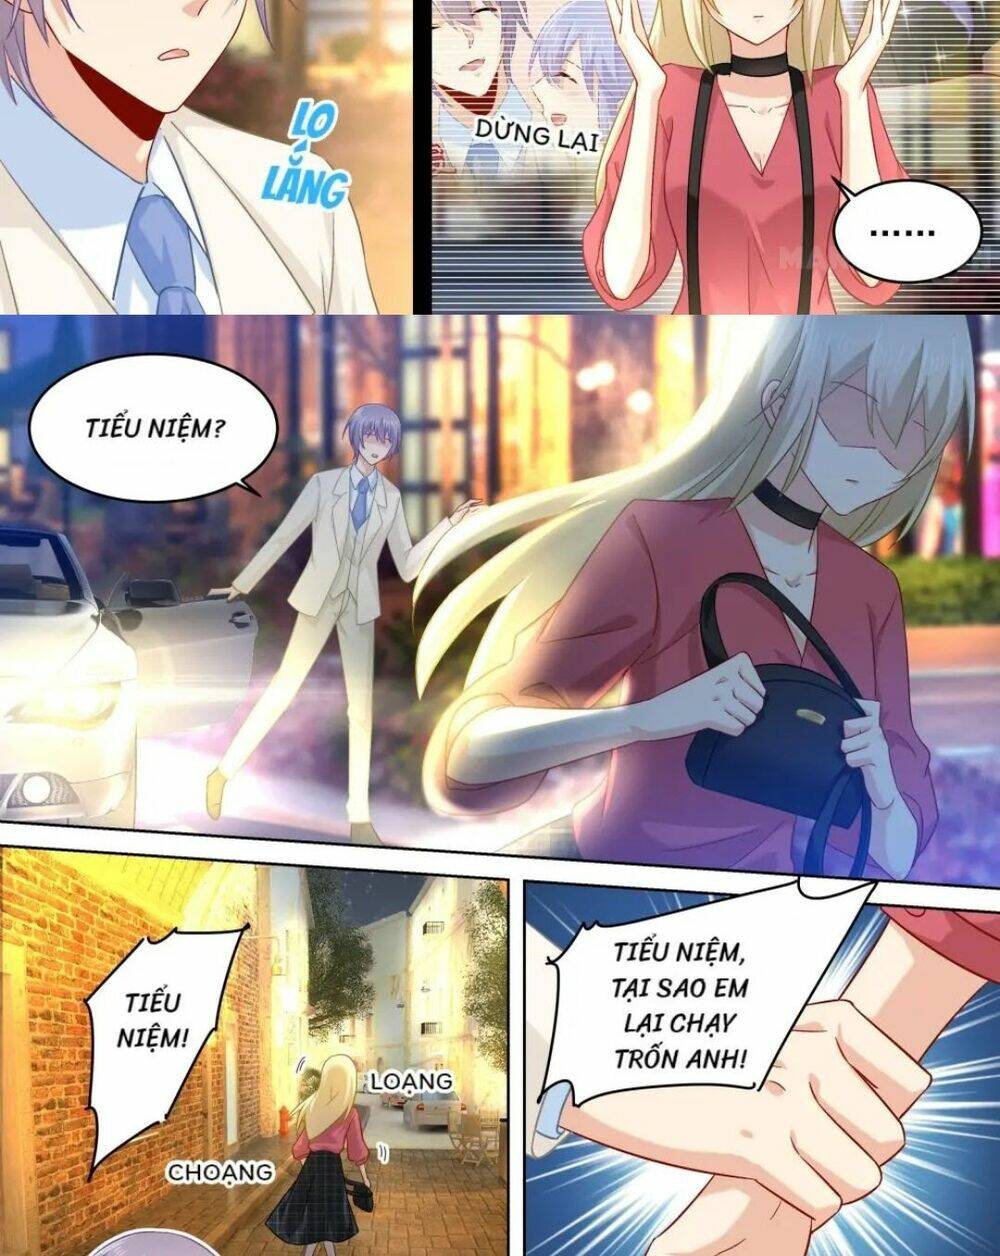 LO
LẮNG
DỪNG LẠI
......
TIỂU NIỆM?
TIỂU
NIỆM!
LOẠNG
CHOẠNG
TIỂU NIỆM,
TẠI SAO EM
LẠI CHẠY
TRỐN ANH!